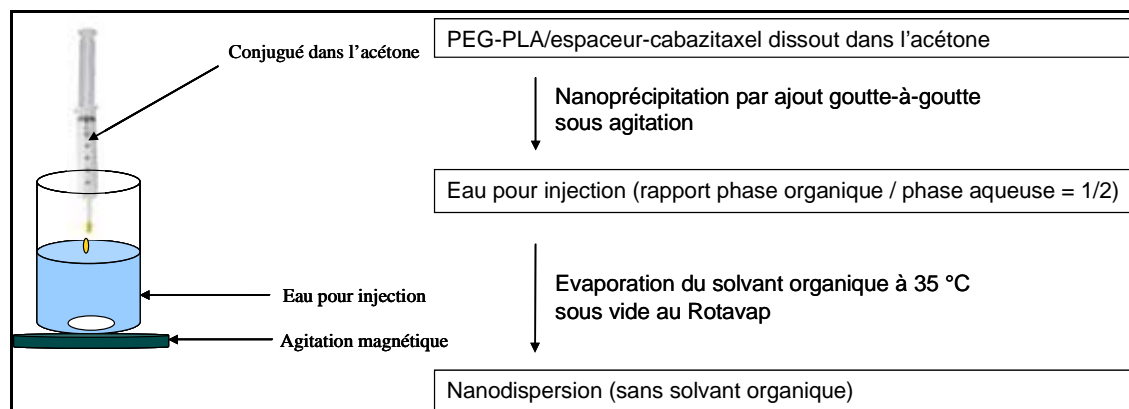 Conjugué dans l'acétone
Eau pour injection
Agitation magnétique
PEG-PLA/espaceur-cabazitaxel dissout dans l'acétone
Nanoprécipitation par ajout goutte-à-goutte
sous agitation
Eau pour injection (rapport phase organique / phase aqueuse = 1/2)
Evaporation du solvant organique à 35 °C
sous vide au Rotavap
Nanodispersion (sans solvant organique)